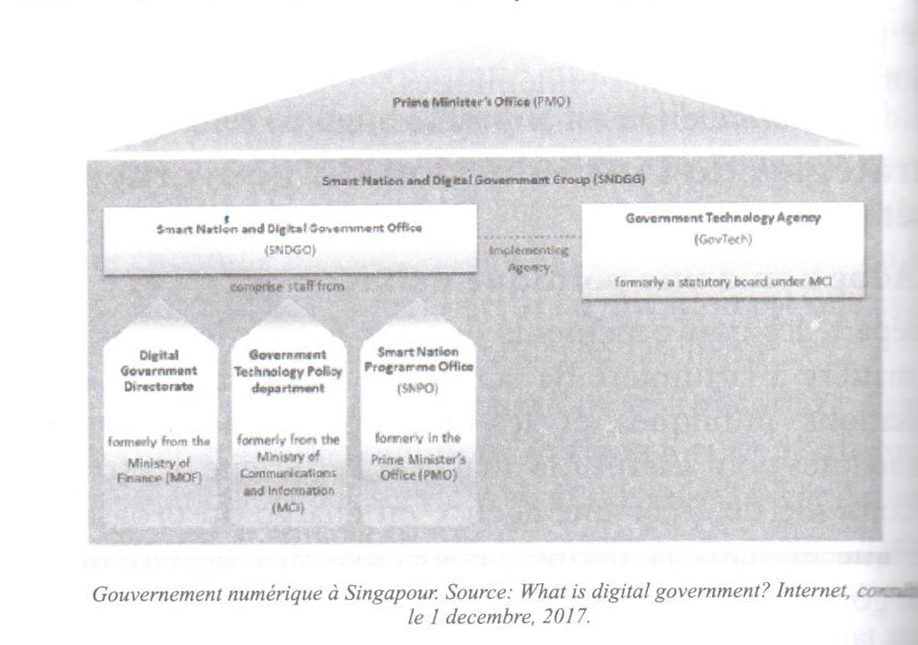 Prime Minister's Office (PMO)
Smart Nation and Digital Government Group (SNDGG)
Smart Nation and Digital Government Office
(SNDGO)
Implementing
Agency
Government Technology Agency
(GovTech)
formerly a statutory board under MCI
comprise staff from
Digital
Government
Directorate
formerly from the
Ministry of
Finance (MOF)
Government
Technology Policy
department
formerly from the
Ministry of
Communications
and Information
(MCI)
Smart Nation
Programme Office
(SNPO)
formery in the
Prime Minister's
Office (PMO)
Gouvernement numérique à Singapour. Source: What is digital government? Internet,
le 1 decembre, 2017.